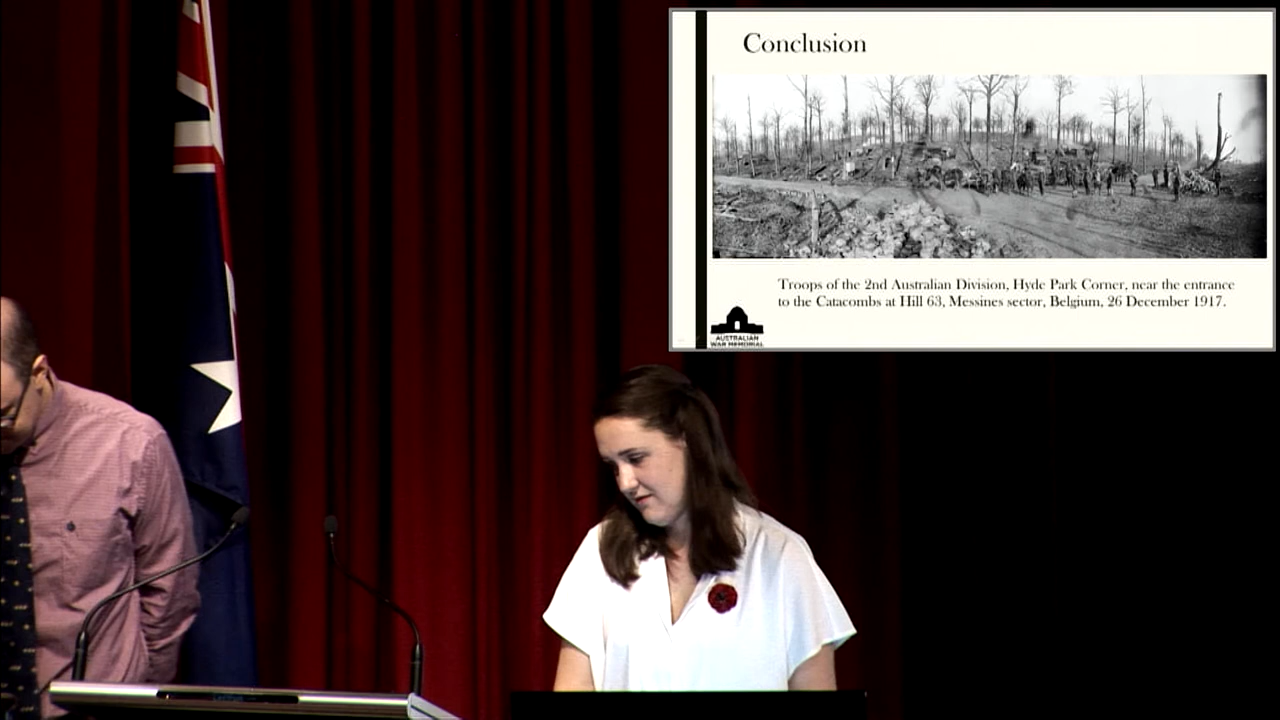 Conclusion
Troops of the 2nd Australian Division, Hyde Park Corner, near the entrance
to the Catacombs at Hill 63, Messines sector, Belgium, 26 December 1917.
AUSTRALIAN
WAR MEMORIAL